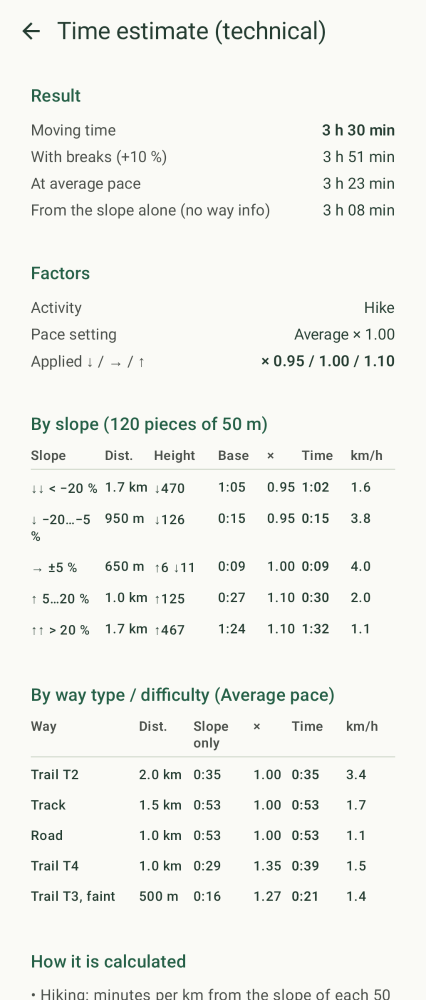 ← Time estimate (technical)
Result
Moving time 3 h 30 min
With breaks (+10 %) 3 h 51 min
At average pace 3 h 23 min
From the slope alone (no way info) 3 h 08 min
Factors
Activity Hike
Pace setting Average × 1.00
Applied ↓ / → / ↑ × 0.95 / 1.00 / 1.10
By slope (120 pieces of 50 m)
Slope Dist. Height Base × Time km/h
↓↓ < −20 % 1.7 km ↓470 1:05 0.95 1:02 1.6
↓ −20…−5 950 m ↓126 0:15 0.95 0:15 3.8
%
→ ±5 % 650 m ↑6 ↓11 0:09 1.00 0:09 4.0
↑ 5…20 % 1.0 km ↑125 0:27 1.10 0:30 2.0
↑↑ > 20 % 1.7 km ↑467 1:24 1.10 1:32 1.1
By way type / difficulty (Average pace)
Way Dist. Slope × Time km/h
only
Trail T2 2.0 km 0:35 1.00 0:35 3.4
Track 1.5 km 0:53 1.00 0:53 1.7
Road 1.0 km 0:53 1.00 0:53 1.1
Trail T4 1.0 km 0:29 1.35 0:39 1.5
Trail T3, faint 500 m 0:16 1.27 0:21 1.4
How it is calculated
• Hiking: minutes per km from the slope of each 50